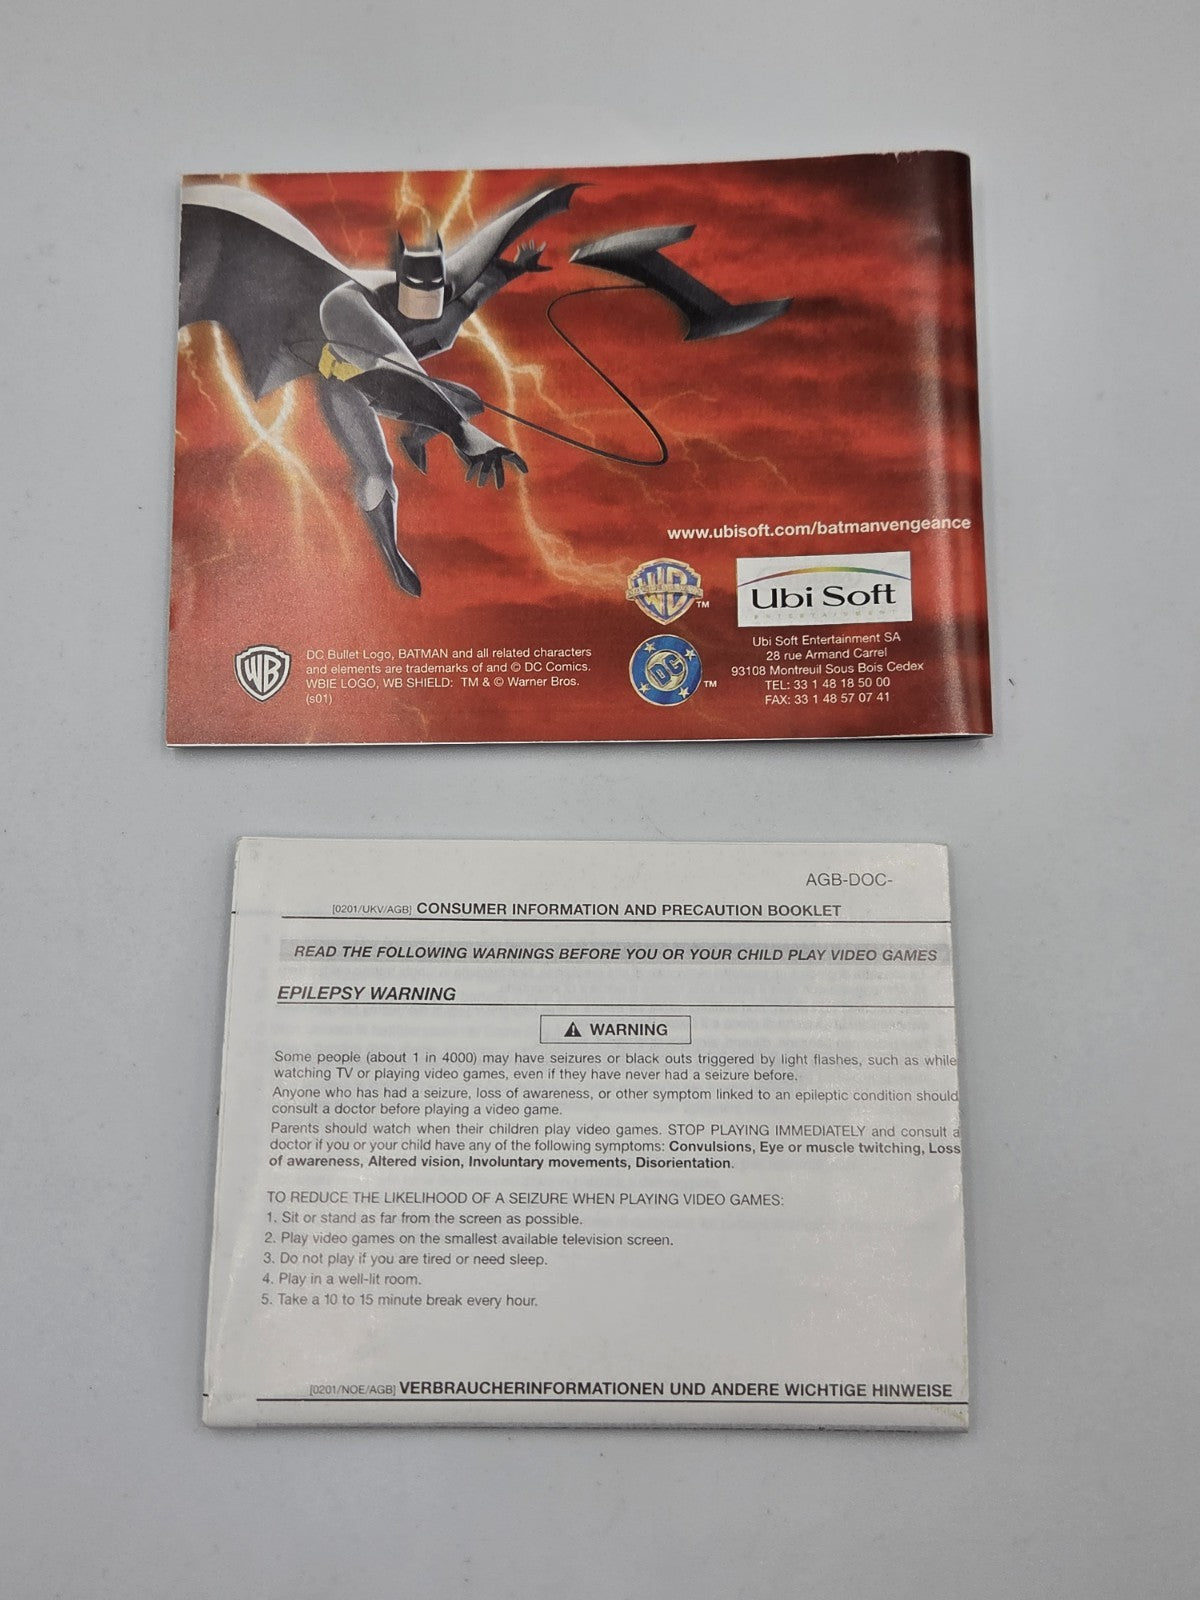 www.ubisoft.com/batmanvengeance
WB
TM
Ubi Soft
ENTERTAINMENT
DC
TM
Ubi Soft Entertainment SA
28 rue Armand Carrel
93108 Montreuil Sous Bois Cedex
TEL: 33 1 48 18 50 00
FAX: 33 1 48 57 07 41
WB
DC Bullet Logo, BATMAN and all related characters
and elements are trademarks of and © DC Comics.
WBIE LOGO, WB SHIELD: TM & © Warner Bros.
(s01)
AGB-DOC-
[0201/UKV/AGB] CONSUMER INFORMATION AND PRECAUTION BOOKLET
READ THE FOLLOWING WARNINGS BEFORE YOU OR YOUR CHILD PLAY VIDEO GAMES
EPILEPSY WARNING
WARNING
Some people (about 1 in 4000) may have seizures or black outs triggered by light flashes, such as while
watching TV or playing video games, even if they have never had a seizure before.
Anyone who has had a seizure, loss of awareness, or other symptom linked to an epileptic condition should
consult a doctor before playing a video game.
Parents should watch when their children play video games. STOP PLAYING IMMEDIATELY and consult a
doctor if you or your child have any of the following symptoms: Convulsions, Eye or muscle twitching, Loss
of awareness, Altered vision, Involuntary movements, Disorientation.
TO REDUCE THE LIKELIHOOD OF A SEIZURE WHEN PLAYING VIDEO GAMES:
1. Sit or stand as far from the screen as possible.
2. Play video games on the smallest available television screen.
3. Do not play if you are tired or need sleep.
4. Play in a well-lit room.
5. Take a 10 to 15 minute break every hour.
[0201/NOE/AGB] VERBRAUCHERINFORMATIONEN UND ANDERE WICHTIGE HINWEISE